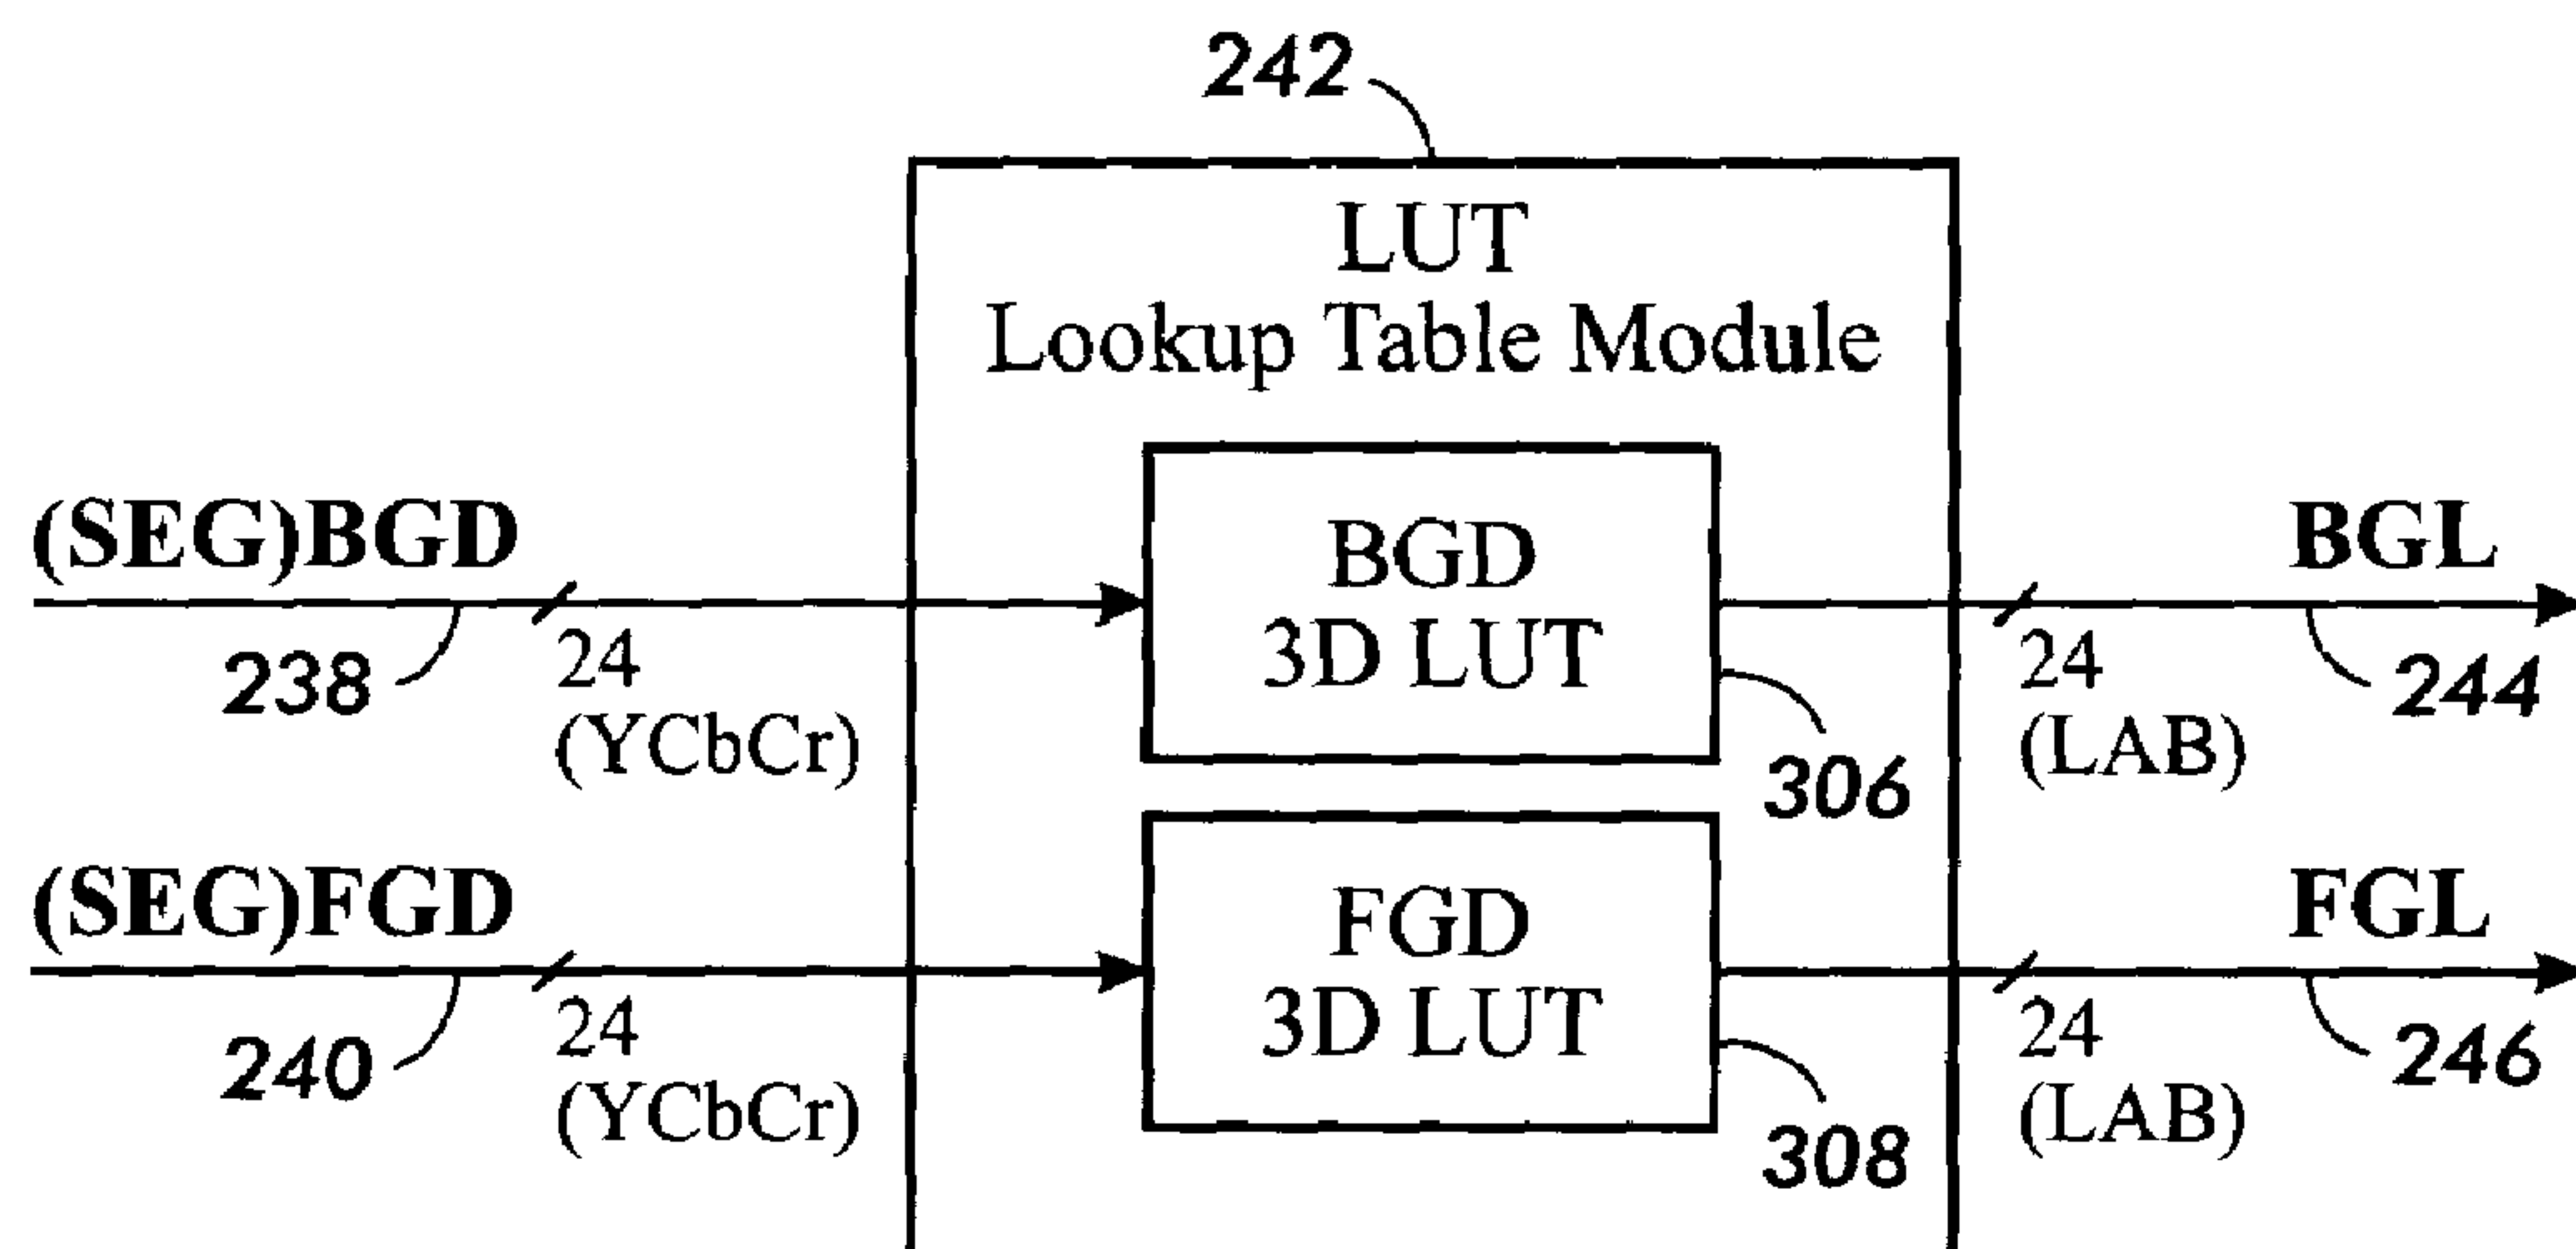 242
LUT
Lookup Table Module
(SEG)BGD
238
24
(YCbCr)
BGD
3D LUT
306
BGL
24
(LAB)
244
(SEG)FGD
240
24
(YCbCr)
FGD
3D LUT
308
FGL
24
(LAB)
246